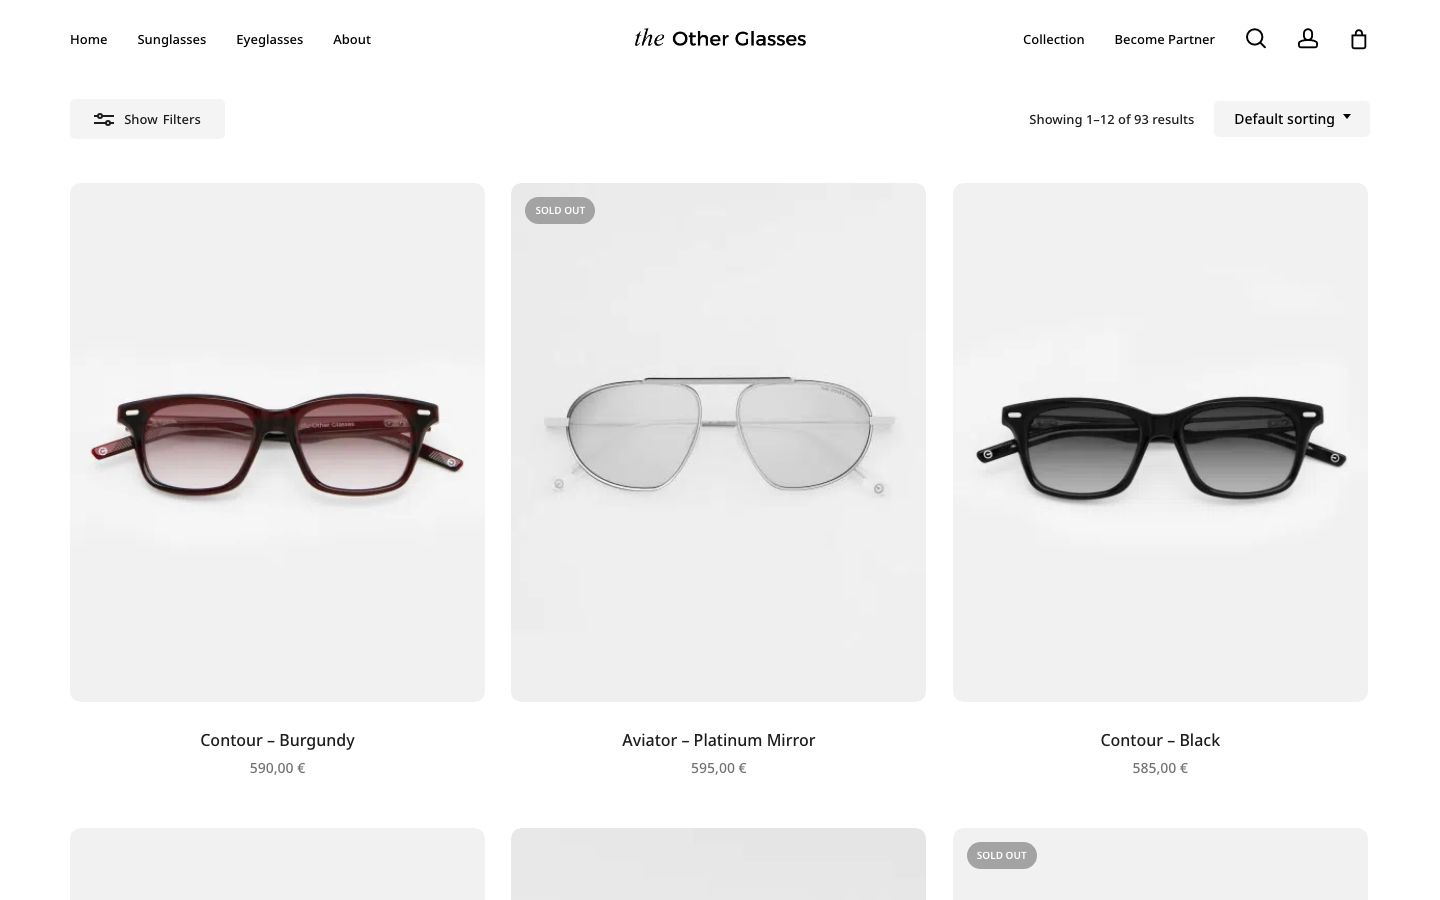 Home
Sunglasses
Eyeglasses
About
the Other Glasses
Collection
Become Partner
Show Filters
Showing 1–12 of 93 results
Default sorting
SOLD OUT
Contour – Burgundy
590,00 €
Aviator – Platinum Mirror
595,00 €
Contour – Black
585,00 €
SOLD OUT